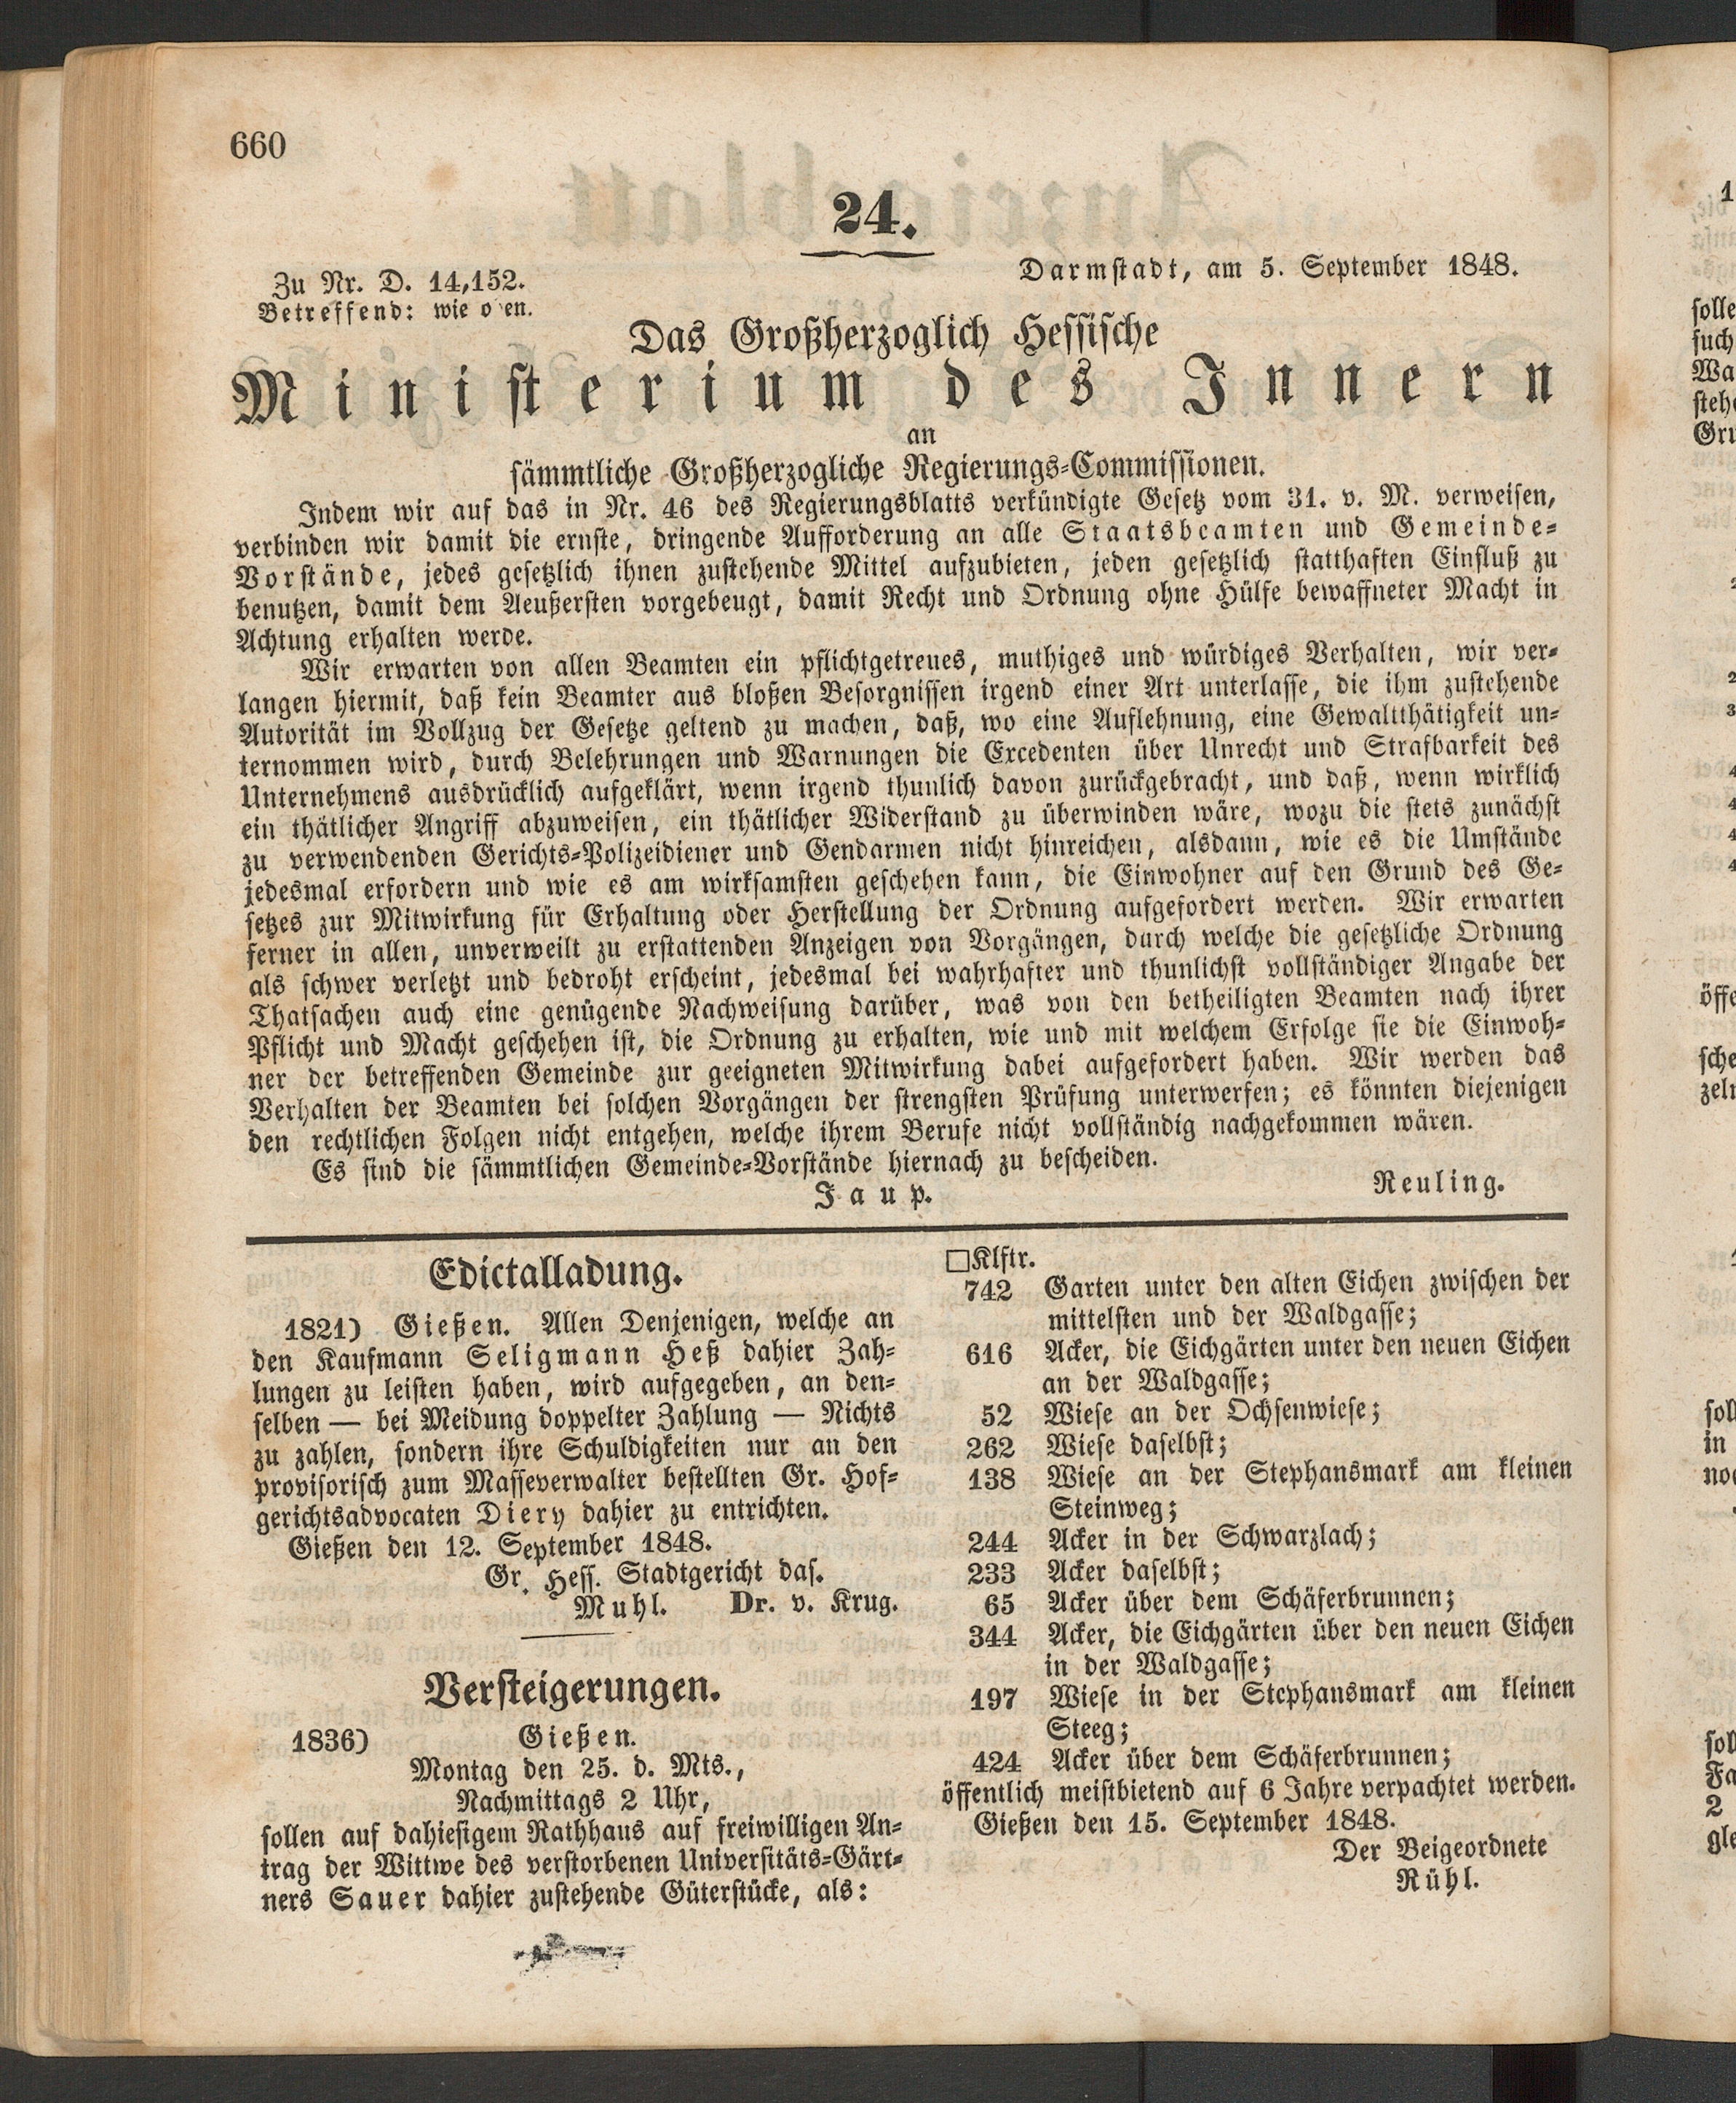 660
24.
Zu Nr. D. 14,152.
Betreffend: wie oben.
Darmstadt, am 5. September 1848.
Das Großherzoglich Hessische
Ministerium des Innern
an
sämmtliche Großherzogliche Regierungs-Commissionen.
Indem wir auf das in Nr. 46 des Regierungsblatts verkündigte Gesetz vom 31. v. M. verweisen,
verbinden wir damit die ernste, dringende Aufforderung an alle Staatsbeamten und Gemeinde-
Vorstände, jedes gesetzlich ihnen zustehende Mittel aufzubieten, jeden gesetzlich statthaften Einfluß zu
benutzen, damit dem Aeußersten vorgebeugt, damit Recht und Ordnung ohne Hülfe bewaffneter Macht in
Achtung erhalten werde.
Wir erwarten von allen Beamten ein pflichtgetreues, muthiges und würdiges Verhalten, wir ver-
langen hiermit, daß kein Beamter aus bloßen Besorgnissen irgend einer Art unterlasse, die ihm zustehende
Autorität im Vollzug der Gesetze geltend zu machen, daß, wo eine Auflehnung, eine Gewaltthätigkeit un-
ternommen wird, durch Belehrungen und Warnungen die Excedenten über Unrecht und Strafbarkeit des
Unternehmens ausdrücklich aufgeklärt, wenn irgend thunlich davon zurückgebracht, und daß, wenn wirklich
ein thätlicher Angriff abzuweisen, ein thätlicher Widerstand zu überwinden wäre, wozu die stets zunächst
zu verwendenden Gerichts-Polizeidiener und Gendarmen nicht hinreichen, alsdann, wie es die Umstände
jedesmal erfordern und wie es am wirksamsten geschehen kann, die Einwohner auf den Grund des Ge-
setzes zur Mitwirkung für Erhaltung oder Herstellung der Ordnung aufgefordert werden. Wir erwarten
ferner in allen, unverweilt zu erstattenden Anzeigen von Vorgängen, durch welche die gesetzliche Ordnung
als schwer verletzt und bedroht erscheint, jedesmal bei wahrhafter und thunlichst vollständiger Angabe der
Thatsachen auch eine genügende Nachweisung darüber, was von den betheiligten Beamten nach ihrer
Pflicht und Macht geschehen ist, die Ordnung zu erhalten, wie und mit welchem Erfolge sie die Einwoh-
ner der betreffenden Gemeinde zur geeigneten Mitwirkung dabei aufgefordert haben. Wir werden das
Verhalten der Beamten bei solchen Vorgängen der strengsten Prüfung unterwerfen; es könnten diejenigen
den rechtlichen Folgen nicht entgehen, welche ihrem Berufe nicht vollständig nachgekommen wären.
Es sind die sämmtlichen Gemeinde-Vorstände hiernach zu bescheiden.
Jaup.
Reuling.
Edictalladung.
1821) Gießen. Allen Denjenigen, welche an
den Kaufmann Seligmann Heß dahier Zah-
lungen zu leisten haben, wird aufgegeben, an den-
selben — bei Meidung doppelter Zahlung — Nichts
zu zahlen, sondern ihre Schuldigkeiten nur an den
provisorisch zum Masseverwalter bestellten Gr. Hof-
gerichtsadvocaten Diery dahier zu entrichten.
Gießen den 12. September 1848.
Gr. Hess. Stadtgericht das.
Muhl. Dr. v. Krug.
Versteigerungen.
1836) Gießen.
Montag den 25. d. Mts.,
Nachmittags 2 Uhr,
sollen auf dahiesigem Rathhaus auf freiwilligen An-
trag der Wittwe des verstorbenen Universitäts-Gärt-
ners Sauer dahier zustehende Güterstücke, als:
□Klftr.
742 Garten unter den alten Eichen zwischen der
mittelsten und der Waldgasse;
616 Acker, die Eichgärten unter den neuen Eichen
an der Waldgasse;
52 Wiese an der Ochsenwiese;
262 Wiese daselbst;
138 Wiese an der Stephansmark am kleinen
Steinweg;
244 Acker in der Schwarzlach;
233 Acker daselbst;
65 Acker über dem Schäferbrunnen;
344 Acker, die Eichgärten über den neuen Eichen
in der Waldgasse;
197 Wiese in der Stephansmark am kleinen
Steeg;
424 Acker über dem Schäferbrunnen;
öffentlich meistbietend auf 6 Jahre verpachtet werden.
Gießen den 15. September 1848.
Der Beigeordnete
Rühl.